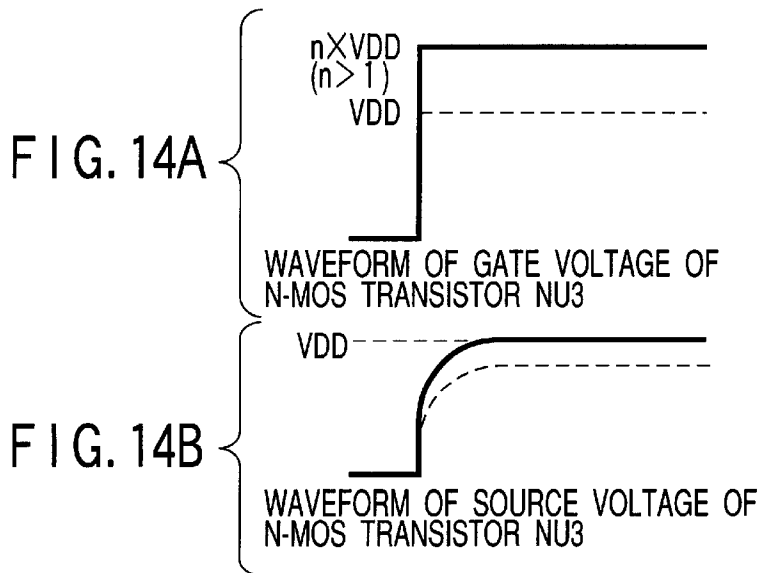 FIG. 14A
n×VDD
(n>1)
VDD
WAVEFORM OF GATE VOLTAGE OF
N-MOS TRANSISTOR NU3
FIG. 14B
VDD
WAVEFORM OF SOURCE VOLTAGE OF
N-MOS TRANSISTOR NU3